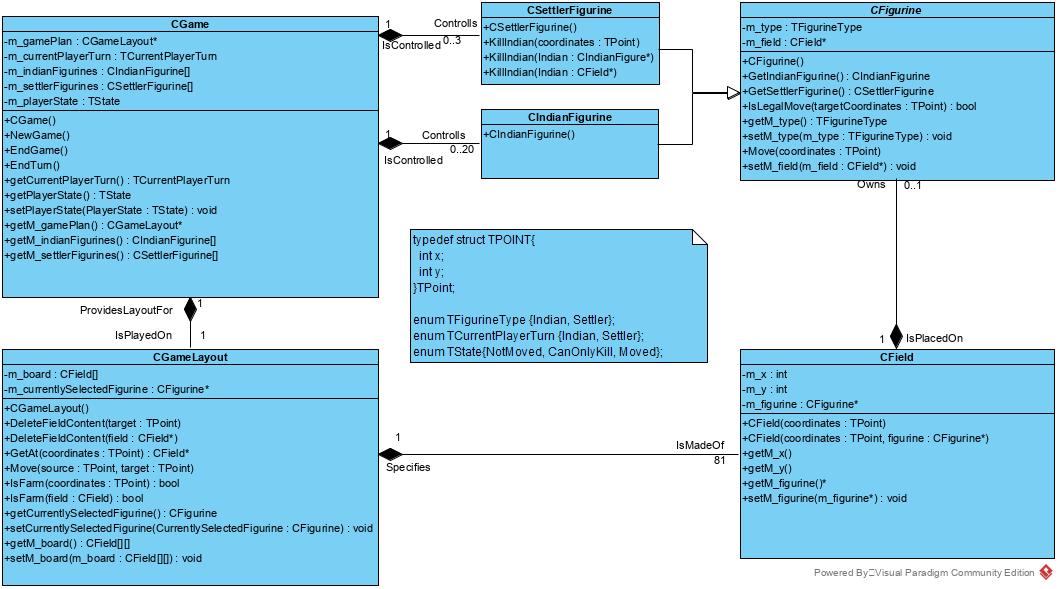 CGame
-m_gamePlan : CGameLayout*
-m_currentPlayerTurn : TCurrentPlayerTurn
-m_indianFigurines : CIndianFigurine[]
-m_settlerFigurines : CSettlerFigurine[]
-m_playerState : TState
+CGame()
+NewGame()
+EndGame()
+EndTurn()
+getCurrentPlayerTurn() : TCurrentPlayerTurn
+getPlayerState() : TState
+setPlayerState(PlayerState : TState) : void
+getM_gamePlan() : CGameLayout*
+getM_indianFigurines() : CIndianFigurine[]
+getM_settlerFigurines() : CSettlerFigurine[]
1
Controlls
IsControlled
0..3
1
Controlls
0..20
IsControlled
CSettlerFigurine
+CSettlerFigurine()
+KillIndian(coordinates : TPoint)
+KillIndian(Indian : CIndianFigure*)
+KillIndian(Indian : CField*)
CIndianFigurine
+CIndianFigurine()
CFigurine
-m_type : TFigurineType
-m_field : CField*
+CFigurine()
+GetIndianFigurine() : CIndianFigurine
+GetSettlerFigurine() : CSettlerFigurine
+IsLegalMove(targetCoordinates : TPoint) : bool
+getM_type() : TFigurineType
+setM_type(m_type : TFigurineType) : void
+Move(coordinates : TPoint)
+setM_field(m_field : CField*) : void
Owns
0..1
typedef struct TPOINT{
int x;
int y;
}TPoint;
enum TFigurineType {Indian, Settler};
enum TCurrentPlayerTurn {Indian, Settler};
enum TState{NotMoved, CanOnlyKill, Moved};
ProvidesLayoutFor
1
IsPlayedOn
1
1
IsPlacedOn
CGameLayout
-m_board : CField[]
-m_currentlySelectedFigurine : CFigurine*
+CGameLayout()
+DeleteFieldContent(target : TPoint)
+DeleteFieldContent(field : CField*)
+GetAt(coordinates : TPoint) : CField*
+Move(source : TPoint, target : TPoint)
+IsFarm(coordinates : TPoint) : bool
+IsFarm(field : CField) : bool
+getCurrentlySelectedFigurine() : CFigurine
+setCurrentlySelectedFigurine(CurrentlySelectedFigurine : CFigurine) : void
+getM_board() : CField[][]
+setM_board(m_board : CField[][]) : void
1
Specifies
IsMadeOf
81
CField
-m_x : int
-m_y : int
-m_figurine : CFigurine*
+CField(coordinates : TPoint)
+CField(coordinates : TPoint, figurine : CFigurine*)
+getM_x()
+getM_y()
+getM_figurine()*
+setM_figurine(m_figurine*) : void
Powered By Visual Paradigm Community Edition